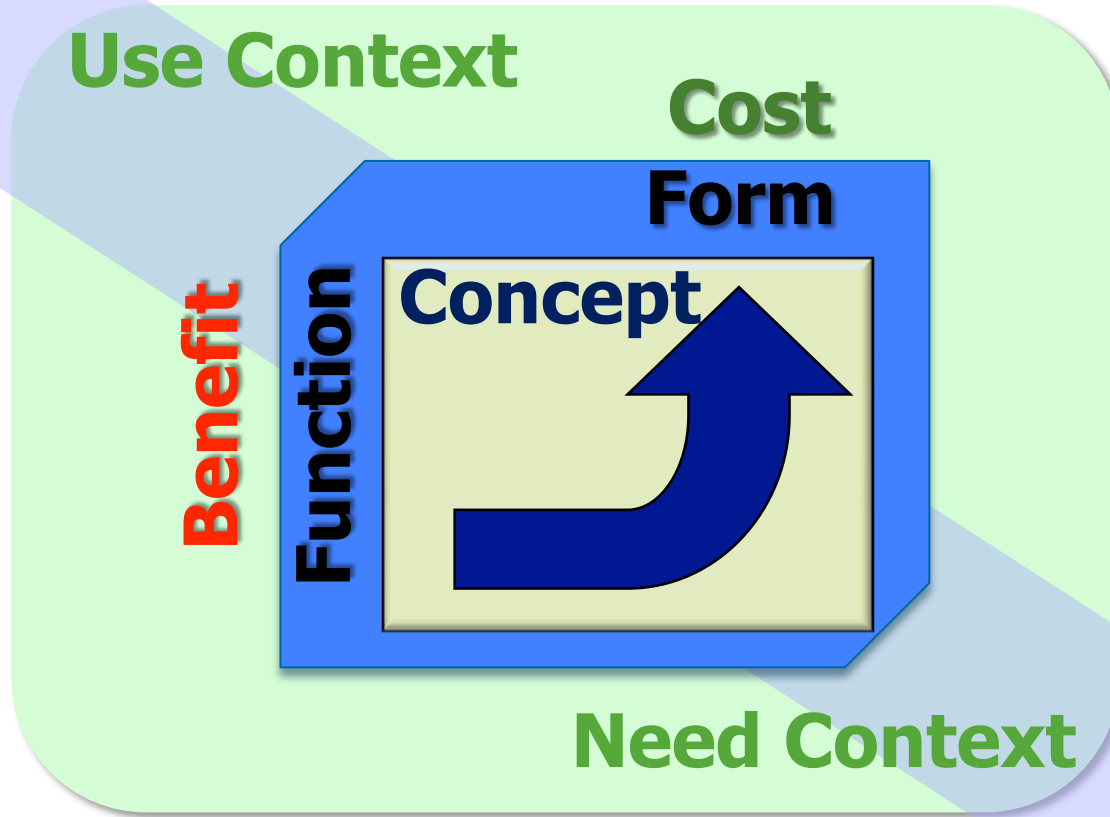 Use Context
Cost
Form
Concept
Function
Benefit
Need Context